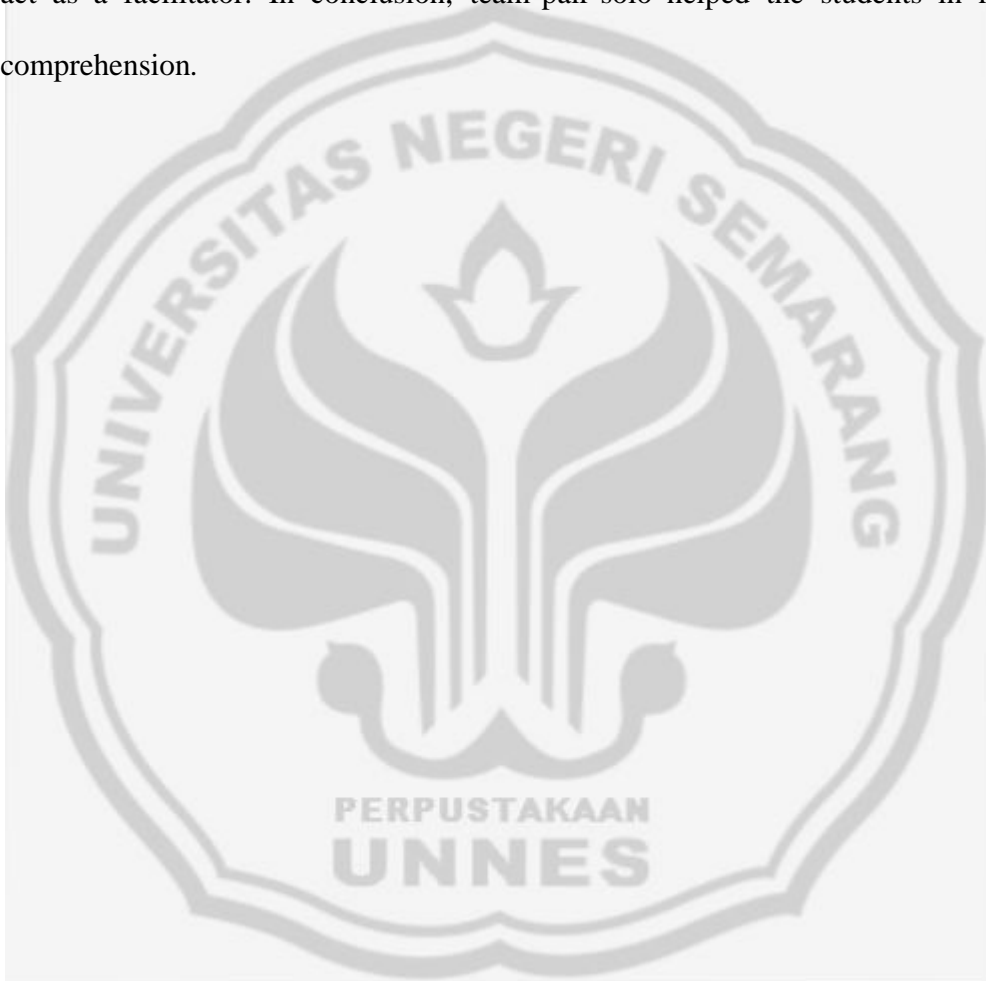 act as a facilitator. In conclusion, team-pair-solo helped the students in
comprehension.
UNIVERSITAS NEGERI SEMARANG
PERPUSTAKAAN
UNNES